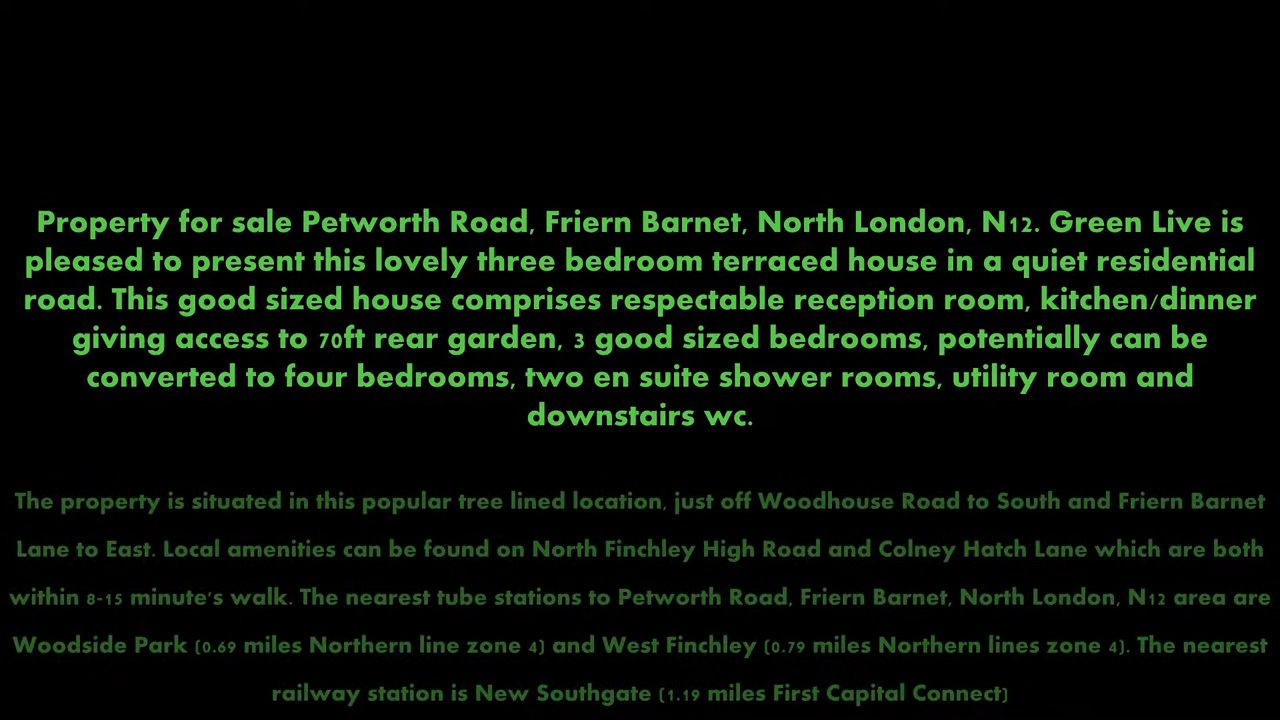 Property for sale Petworth Road, Friern Barnet, North London, N12. Green Live is
pleased to present this lovely three bedroom terraced house in a quiet residential
road. This good sized house comprises respectable reception room, kitchen/dinner
giving access to 70ft rear garden, 3 good sized bedrooms, potentially can be
converted to four bedrooms, two en suite shower rooms, utility room and
downstairs wc.
The property is situated in this popular tree lined location, just off Woodhouse Road to South and Friern Barnet
Lane to East. Local amenities can be found on North Finchley High Road and Colney Hatch Lane which are both
within 8-15 minute's walk. The nearest tube stations to Petworth Road, Friern Barnet, North London, N12 area are
Woodside Park (0.69 miles Northern line zone 4) and West Finchley (0.79 miles Northern lines zone 4). The nearest
railway station is New Southgate (1.19 miles First Capital Connect)